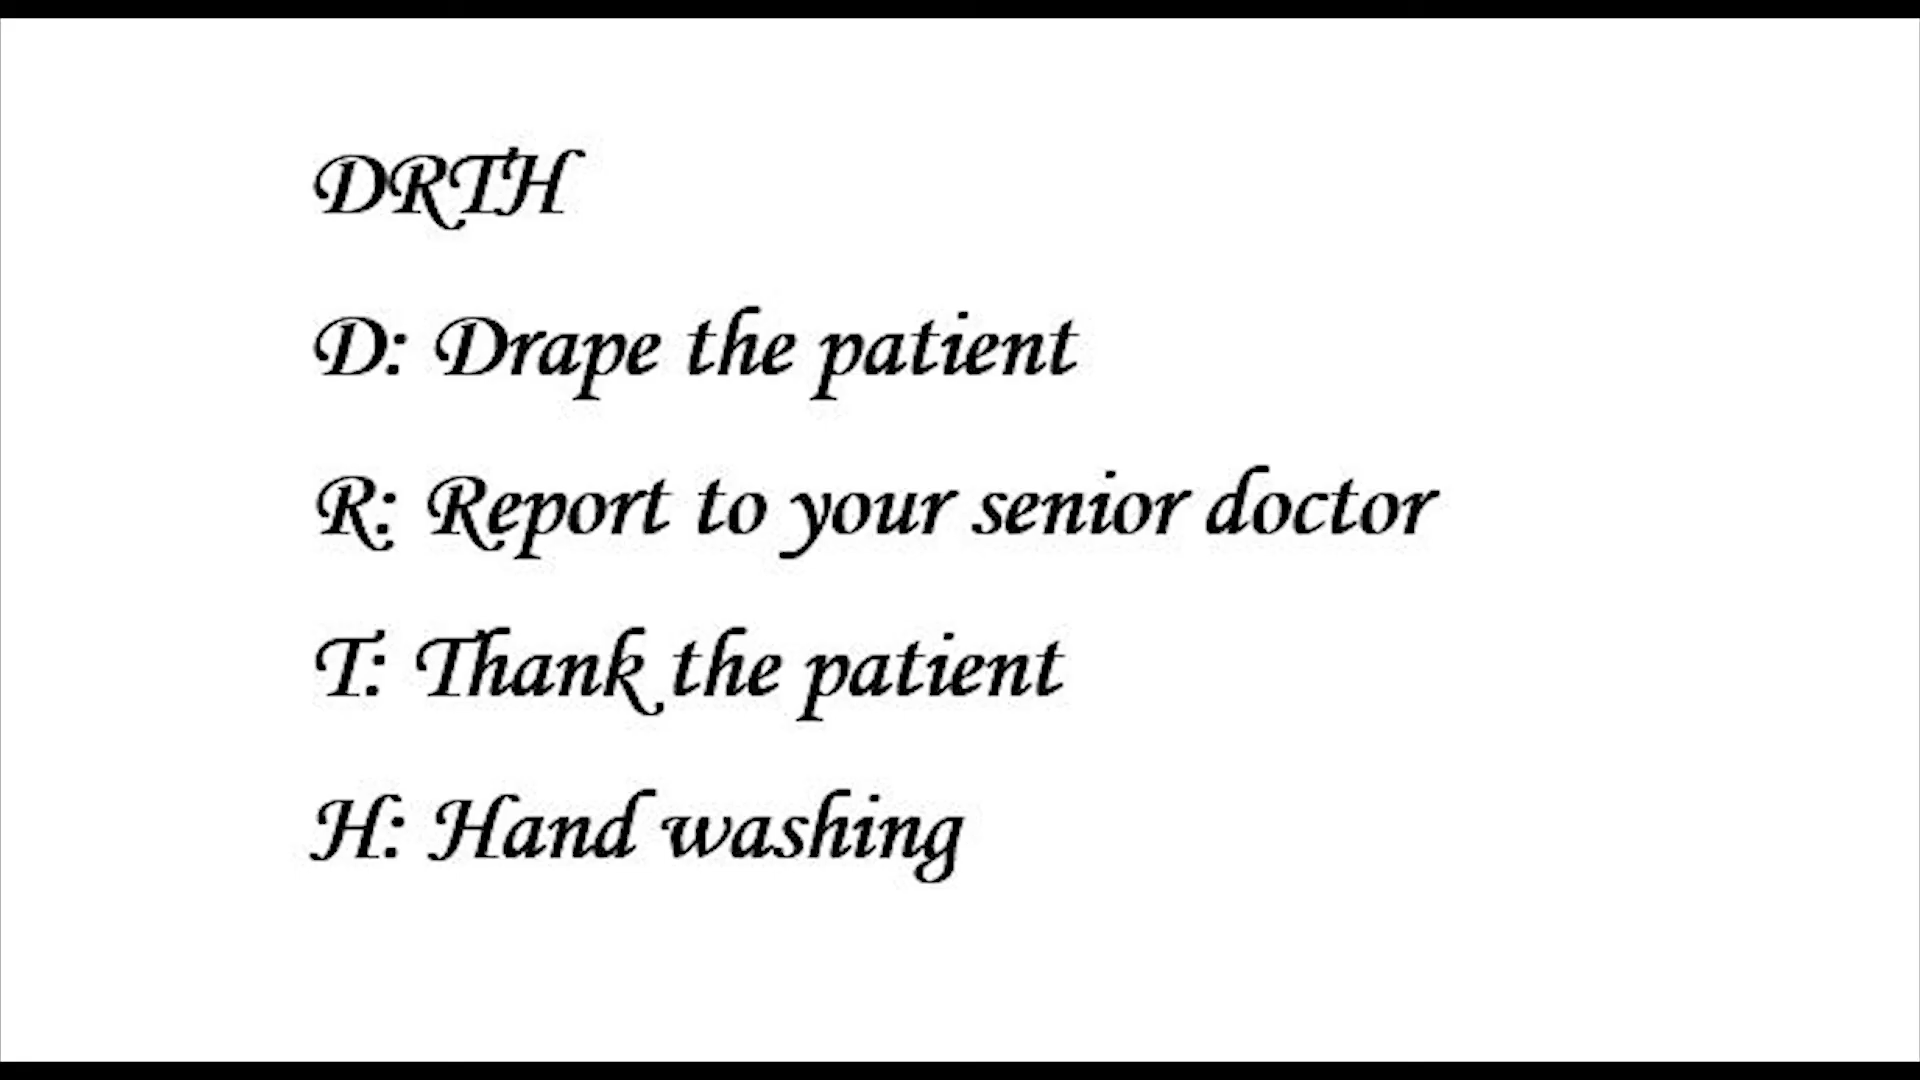 DRTH
D: Drape the patient
R: Report to your senior doctor
T: Thank the patient
H: Hand washing